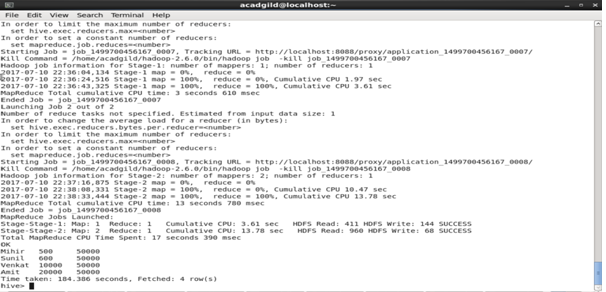 acadgild@localhost:~
File Edit View Search Terminal Help
In order to limit the maximum number of reducers:
set hive.exec.reducers.max=<number>
In order to set a constant number of reducers:
set mapreduce.job.reduces=<number>
Starting Job = job_1499700456167_0007, Tracking URL = http://localhost:8088/proxy/application_1499700456167_0007/
Kill Command = /home/acadgild/hadoop-2.6.0/bin/hadoop job -kill job_1499700456167_0007
Hadoop job information for Stage-1: number of mappers: 1; number of reducers: 1
2017-07-10 22:36:04,134 Stage-1 map = 0%, reduce = 0%
2017-07-10 22:36:24,516 Stage-1 map = 100%, reduce = 0%, Cumulative CPU 1.97 sec
2017-07-10 22:36:43,325 Stage-1 map = 100%, reduce = 100%, Cumulative CPU 3.61 sec
MapReduce Total cumulative CPU time: 3 seconds 610 msec
Ended Job = job_1499700456167_0007
Launching Job 2 out of 2
Number of reduce tasks not specified. Estimated from input data size: 1
In order to change the average load for a reducer (in bytes):
set hive.exec.reducers.bytes.per.reducer=<number>
In order to limit the maximum number of reducers:
set hive.exec.reducers.max=<number>
In order to set a constant number of reducers:
set mapreduce.job.reduces=<number>
Starting Job = job_1499700456167_0008, Tracking URL = http://localhost:8088/proxy/application_1499700456167_0008/
Kill Command = /home/acadgild/hadoop-2.6.0/bin/hadoop job -kill job_1499700456167_0008
Hadoop job information for Stage-2: number of mappers: 2; number of reducers: 1
2017-07-10 22:37:16,875 Stage-2 map = 0%, reduce = 0%
2017-07-10 22:38:00,331 Stage-2 map = 100%, reduce = 0%, Cumulative CPU 10.47 sec
2017-07-10 22:38:33,444 Stage-2 map = 100%, reduce = 100%, Cumulative CPU 13.78 sec
MapReduce Total cumulative CPU time: 13 seconds 780 msec
Ended Job = job_1499700456167_0008
MapReduce Jobs Launched:
Stage-Stage-1: Map: 1 Reduce: 1 Cumulative CPU: 3.61 sec HDFS Read: 411 HDFS Write: 144 SUCCESS
Stage-Stage-2: Map: 2 Reduce: 1 Cumulative CPU: 13.78 sec HDFS Read: 960 HDFS Write: 68 SUCCESS
Total MapReduce CPU Time Spent: 17 seconds 390 msec
OK
Mihir 500 50000
Sunil 600 50000
Venkat 10000 50000
Amit 20000 50000
Time taken: 184.386 seconds, Fetched: 4 row(s)
hive>